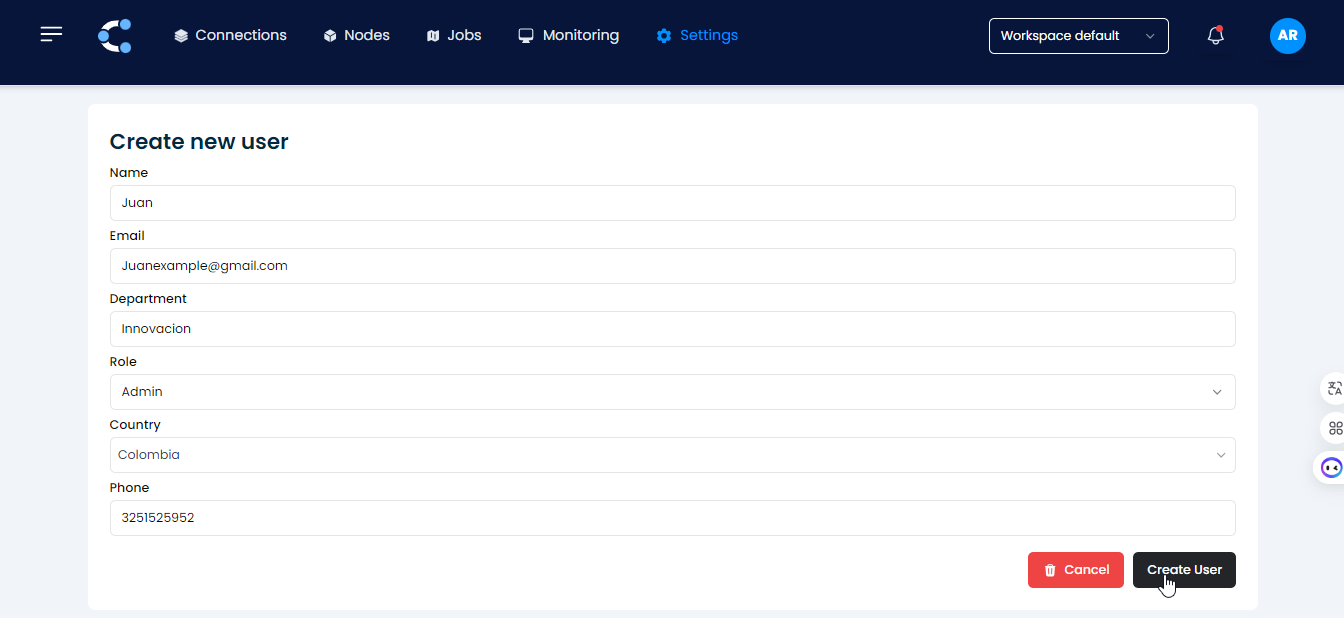 Connections Nodes Jobs Monitoring Settings Workspace default AR
Create new user
Name
Juan
Email
Juanexample@gmail.com
Department
Innovacion
Role
Admin
Country
Colombia
Phone
3251525952
Cancel Create User